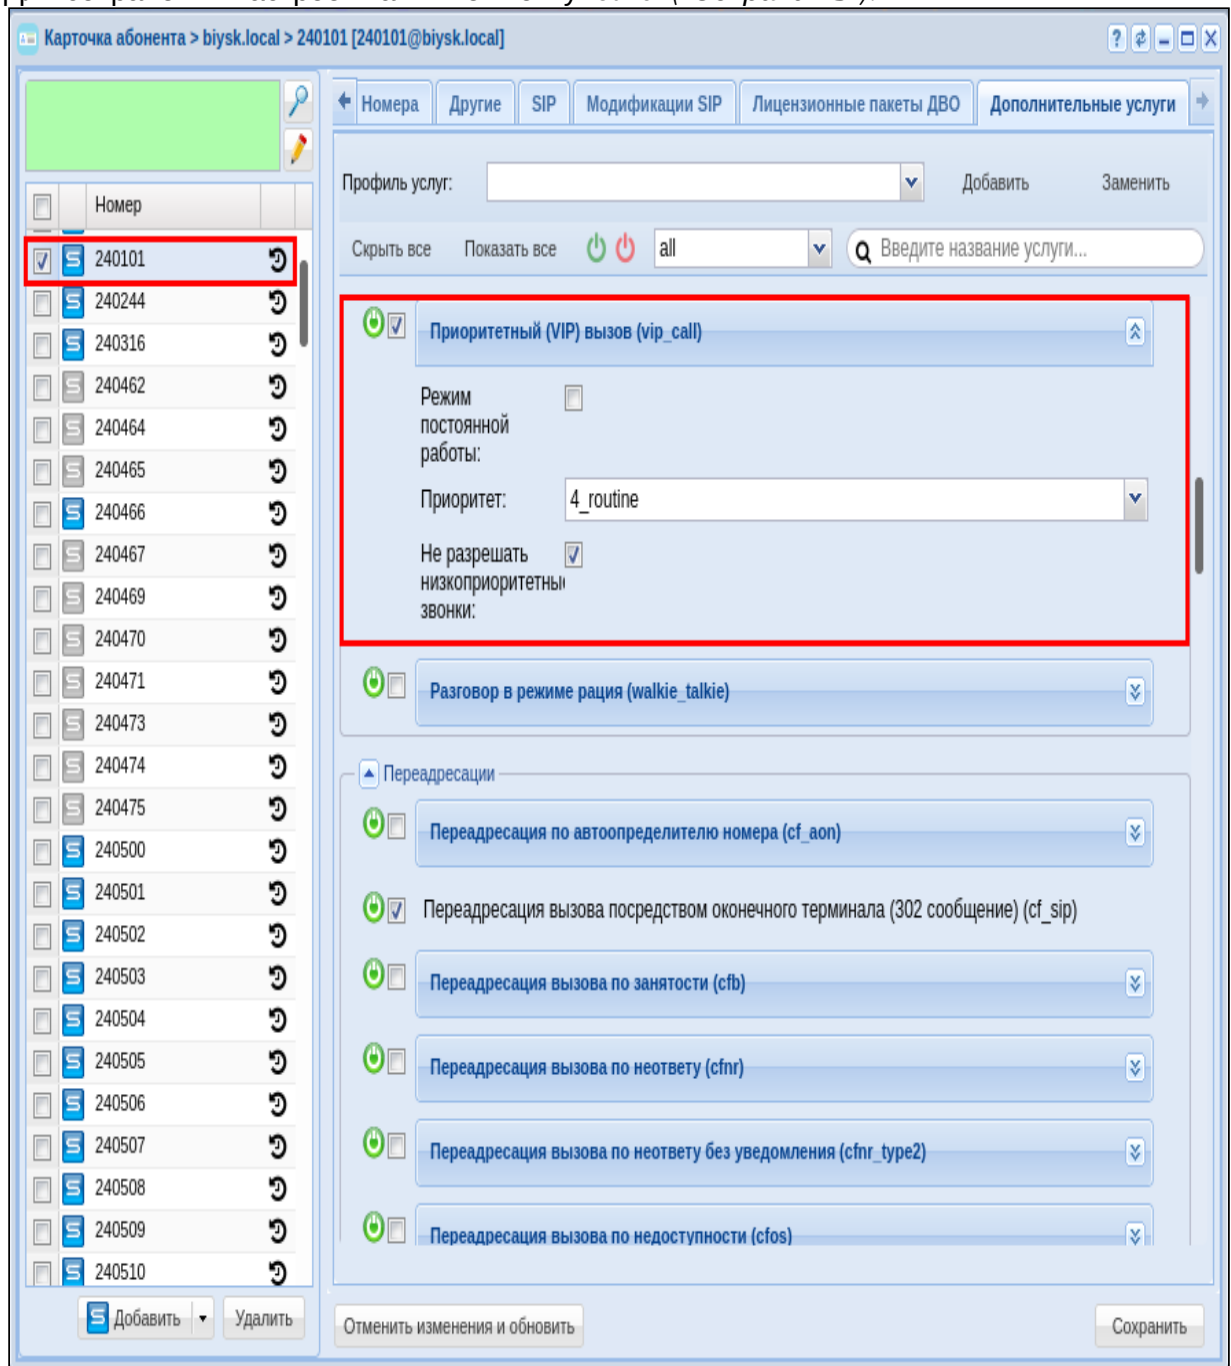 Карточка абонента > biysk.local > 240101 [240101@biysk.local]
Номера
Другие
SIP
Модификации SIP
Лицензионные пакеты ДВО
Дополнительные услуги
Профиль услуг:
Добавить
Заменить
Скрыть все
Показать все
all
Введите название услуги...
Номер
240101
240244
240316
240462
240464
240465
240466
240467
240469
240470
240471
240473
240474
240475
240500
240501
240502
240503
240504
240505
240506
240507
240508
240509
240510
Добавить
Удалить
Приоритетный (VIP) вызов (vip_call)
Режим
постоянной
работы:
Приоритет:
4_routine
Не разрешать
низкоприоритетны
звонки:
Разговор в режиме рация (walkie_talkie)
Переадресации
Переадресация по автоопределителю номера (cf_aon)
Переадресация вызова посредством оконечного терминала (302 сообщение) (cf_sip)
Переадресация вызова по занятости (cfb)
Переадресация вызова по неответу (cfnr)
Переадресация вызова по неответу без уведомления (cfnr_type2)
Переадресация вызова по недоступности (cfos)
Отменить изменения и обновить
Сохранить